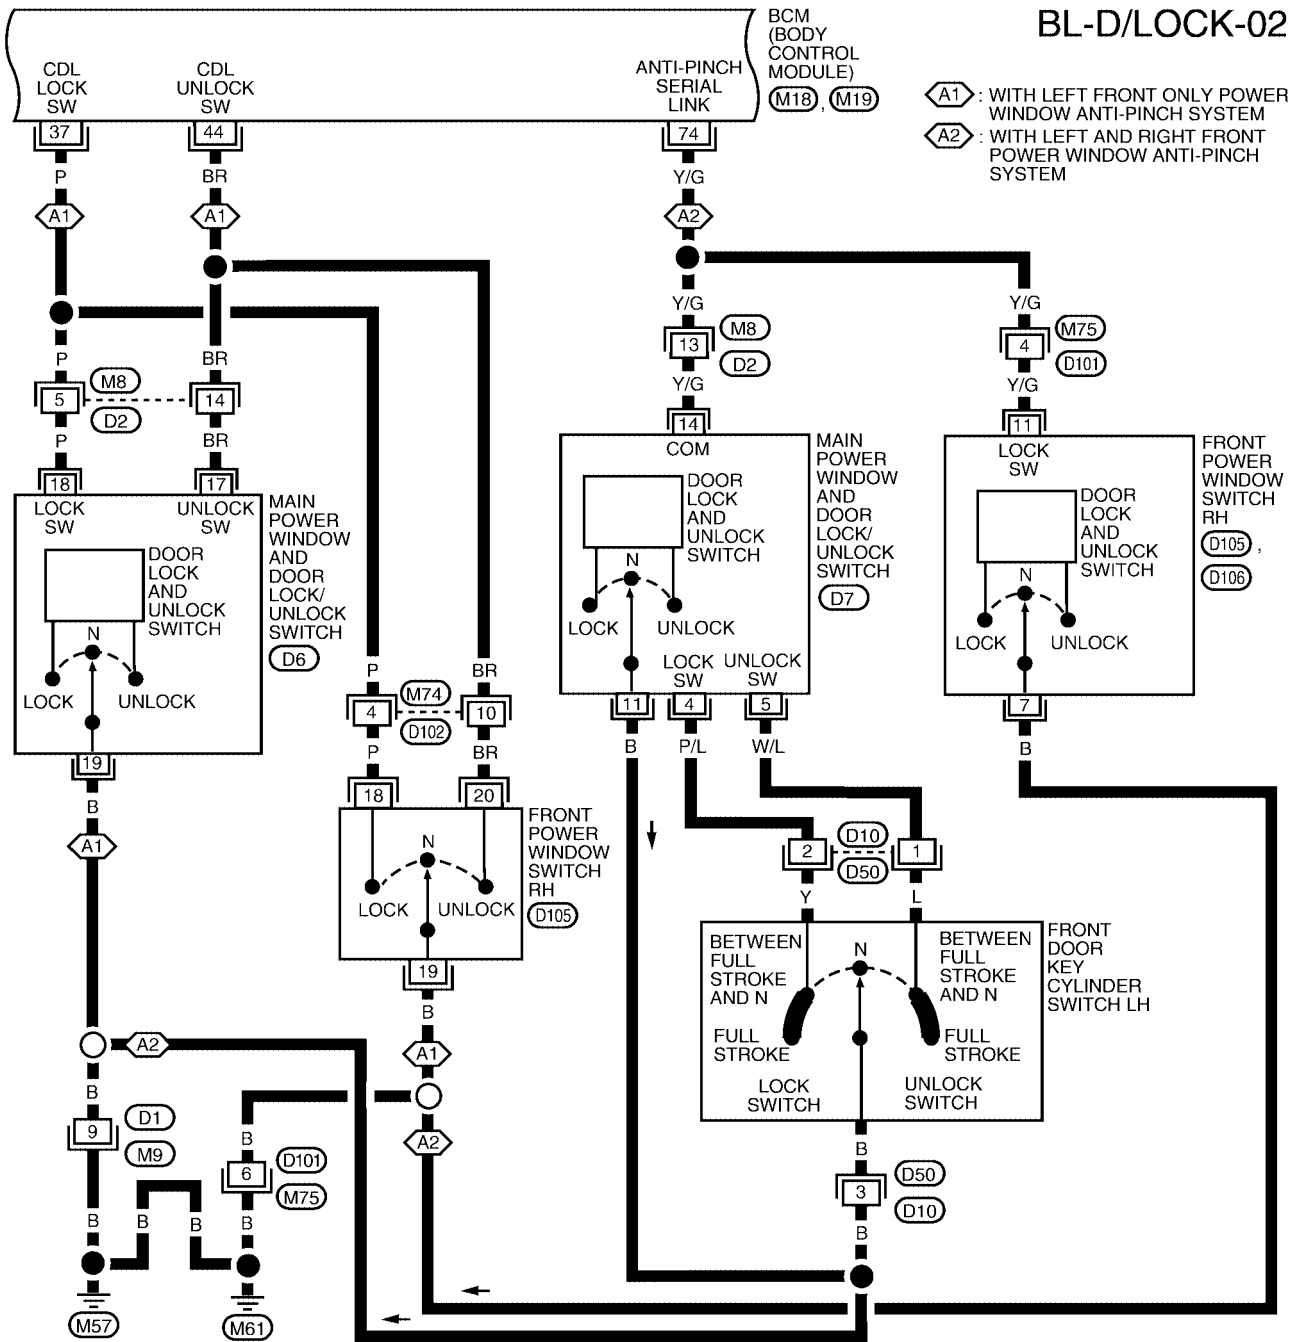 BL-D/LOCK-02
BCM
(BODY
CONTROL
MODULE)
M18 , M19
A1 : WITH LEFT FRONT ONLY POWER
WINDOW ANTI-PINCH SYSTEM
A2 : WITH LEFT AND RIGHT FRONT
POWER WINDOW ANTI-PINCH
SYSTEM
CDL
LOCK
SW
CDL
UNLOCK
SW
ANTI-PINCH
SERIAL
LINK
37
44
74
P
BR
Y/G
A1
A1
A2
Y/G
Y/G
13
M8
D2
4
M75
D101
P
BR
5
M8
D2
14
Y/G
Y/G
P
BR
14
COM
11
LOCK
SW
18
LOCK
SW
17
UNLOCK
SW
MAIN
POWER
WINDOW
AND
DOOR
LOCK/
UNLOCK
SWITCH
D6
DOOR
LOCK
AND
UNLOCK
SWITCH
N
LOCK
UNLOCK
19
DOOR
LOCK
AND
UNLOCK
SWITCH
N
LOCK
UNLOCK
LOCK
SW
UNLOCK
SW
MAIN
POWER
WINDOW
AND
DOOR
LOCK/
UNLOCK
SWITCH
D7
DOOR
LOCK
AND
UNLOCK
SWITCH
N
LOCK
UNLOCK
FRONT
POWER
WINDOW
SWITCH
RH
D105 ,
D106
P
BR
4
M74
D102
10
P
BR
11
4
5
7
B
P/L
W/L
B
B
A1
18
20
N
LOCK
UNLOCK
FRONT
POWER
WINDOW
SWITCH
RH
D105
19
B
A1
A2
2
D10
D50
1
Y
L
BETWEEN
FULL
STROKE
AND N
FULL
STROKE
N
BETWEEN
FULL
STROKE
AND N
FULL
STROKE
LOCK
SWITCH
UNLOCK
SWITCH
FRONT
DOOR
KEY
CYLINDER
SWITCH LH
A2
B
9
D1
M9
B
6
D101
M75
B
3
D50
D10
B
B
B
B
B
M57
M61